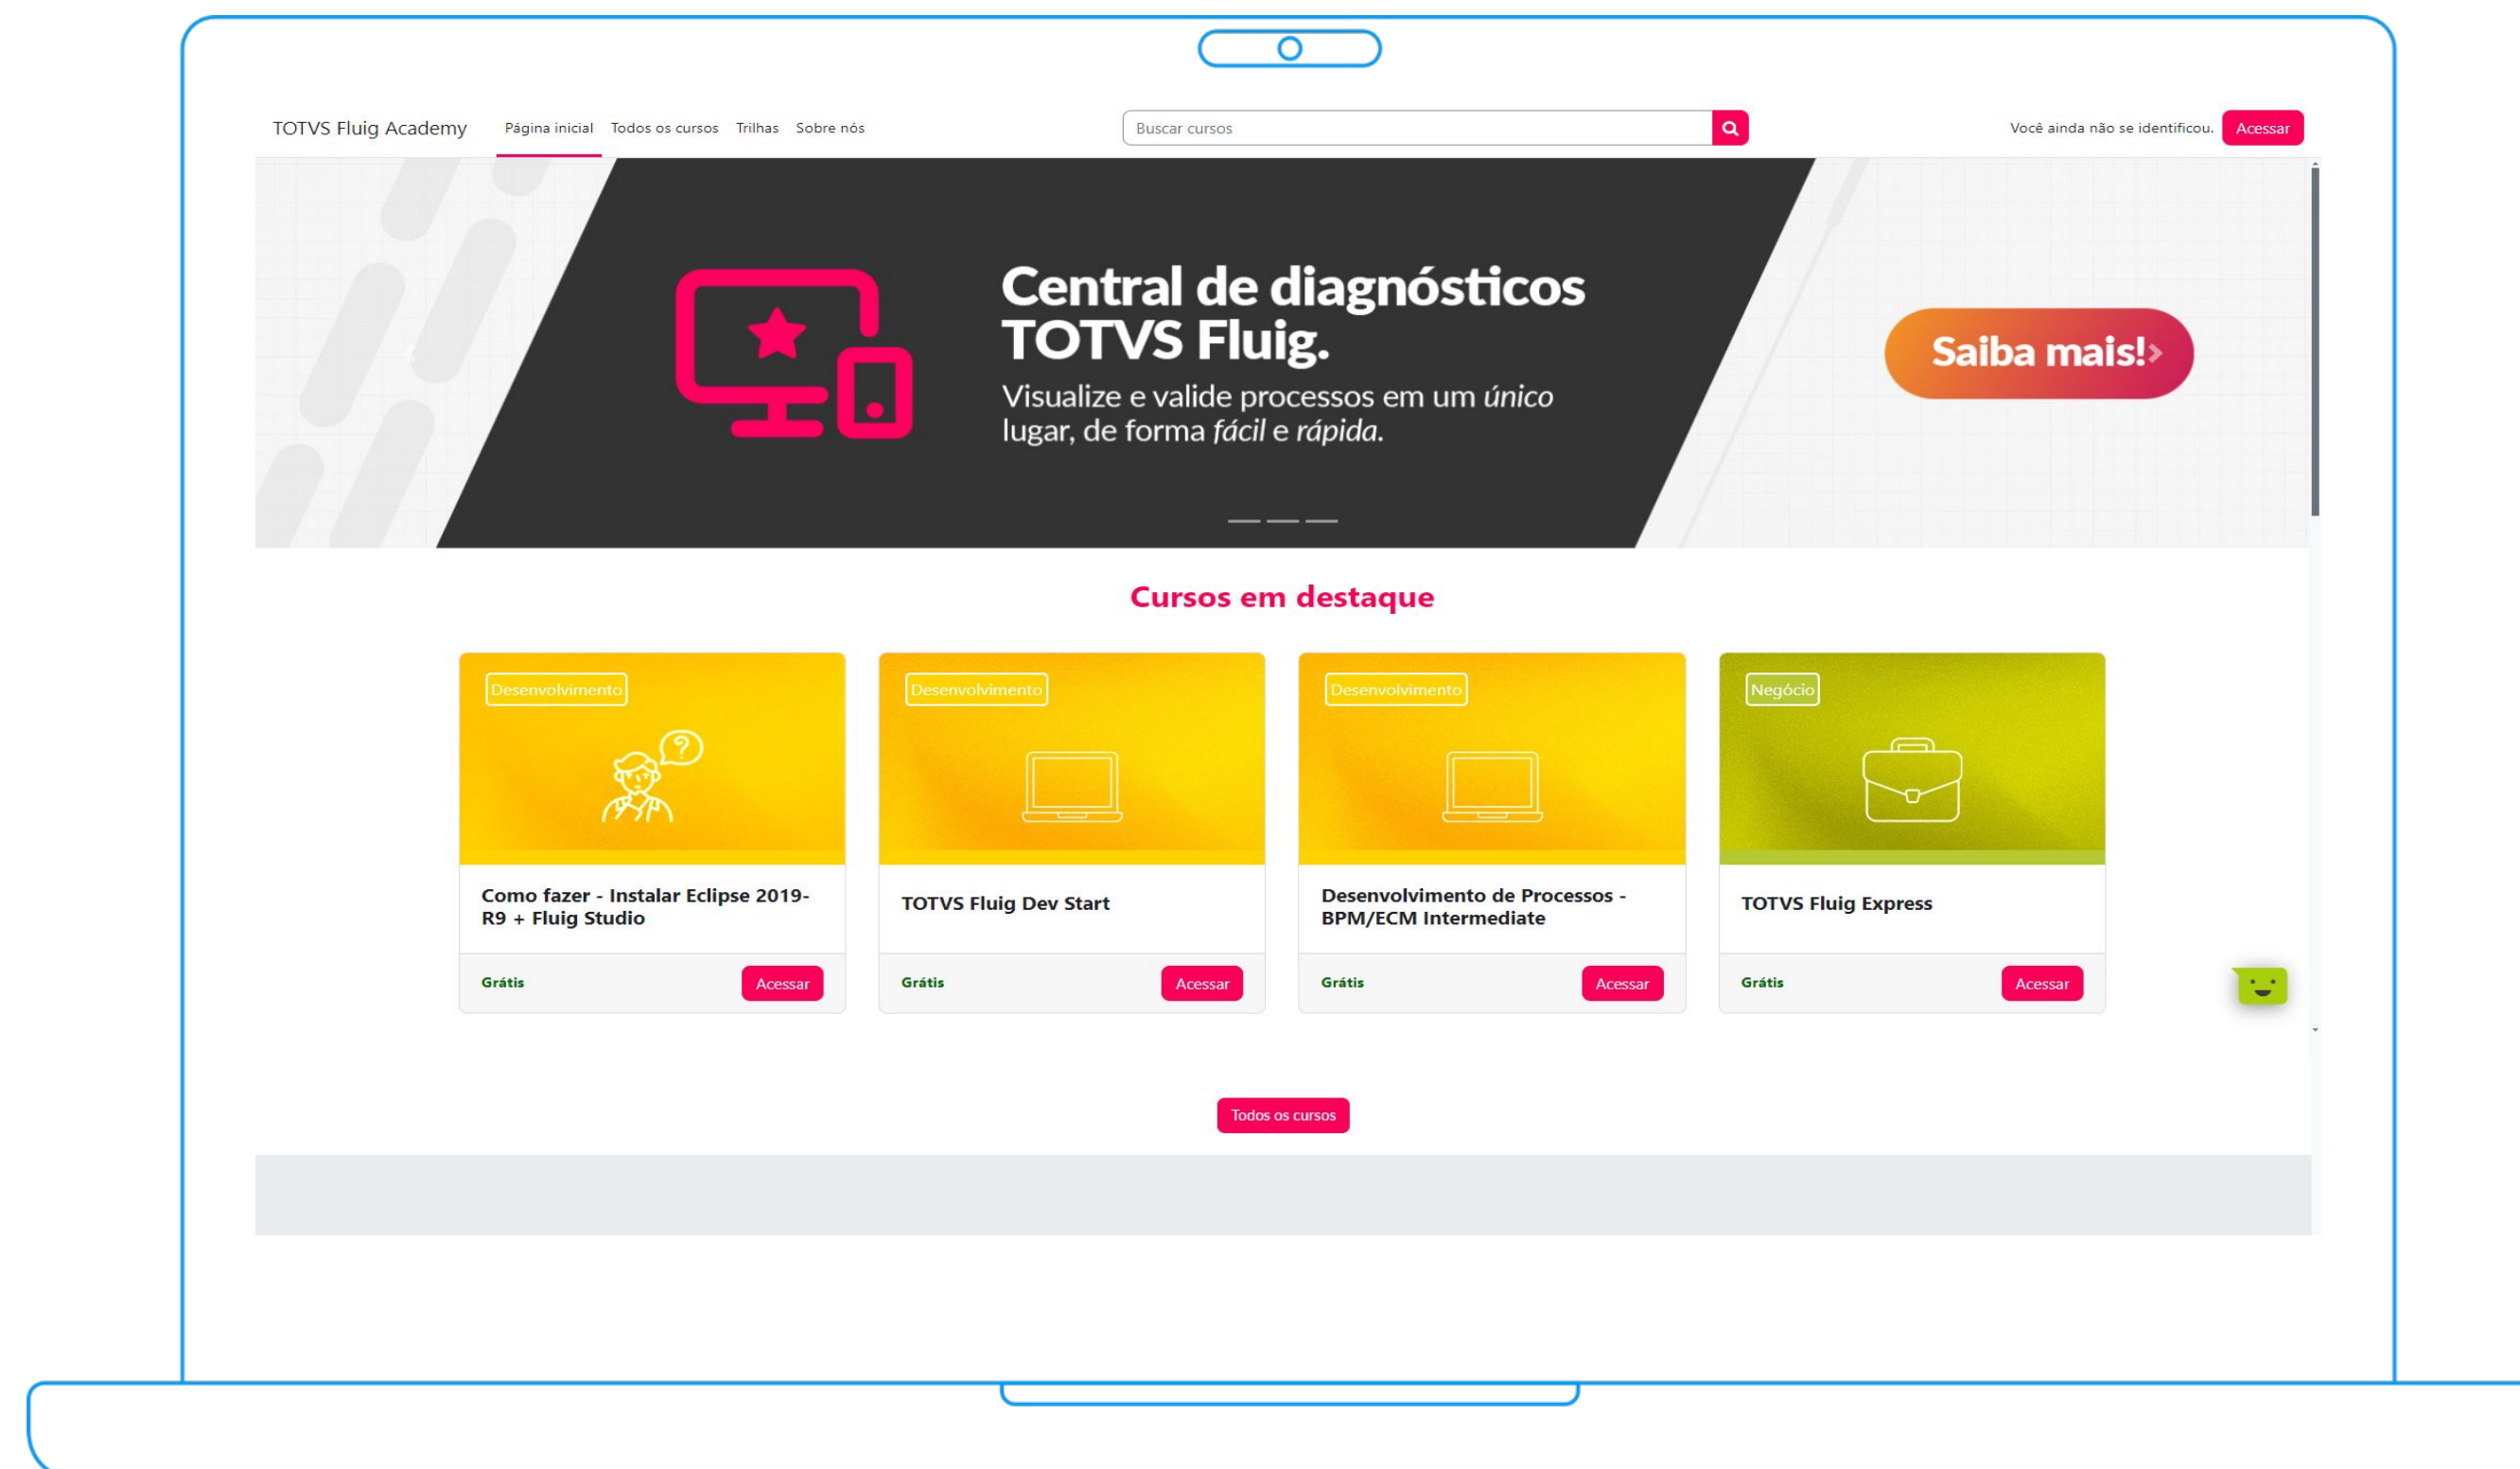 TOTVS Fluig Academy Página inicial Todos os cursos Trilhas Sobre nós Buscar cursos Você ainda não se identificou. Acessar
Central de diagnósticos
TOTVS Fluig.
Visualize e valide processos em um único
lugar, de forma fácil e rápida.
Saiba mais!
Cursos em destaque
Desenvolvimento
?
Como fazer - Instalar Eclipse 2019-
R9 + Fluig Studio
Grátis Acessar
Desenvolvimento
TOTVS Fluig Dev Start
Grátis Acessar
Desenvolvimento
Desenvolvimento de Processos -
BPM/ECM Intermediate
Grátis Acessar
Negócio
TOTVS Fluig Express
Grátis Acessar
Todos os cursos